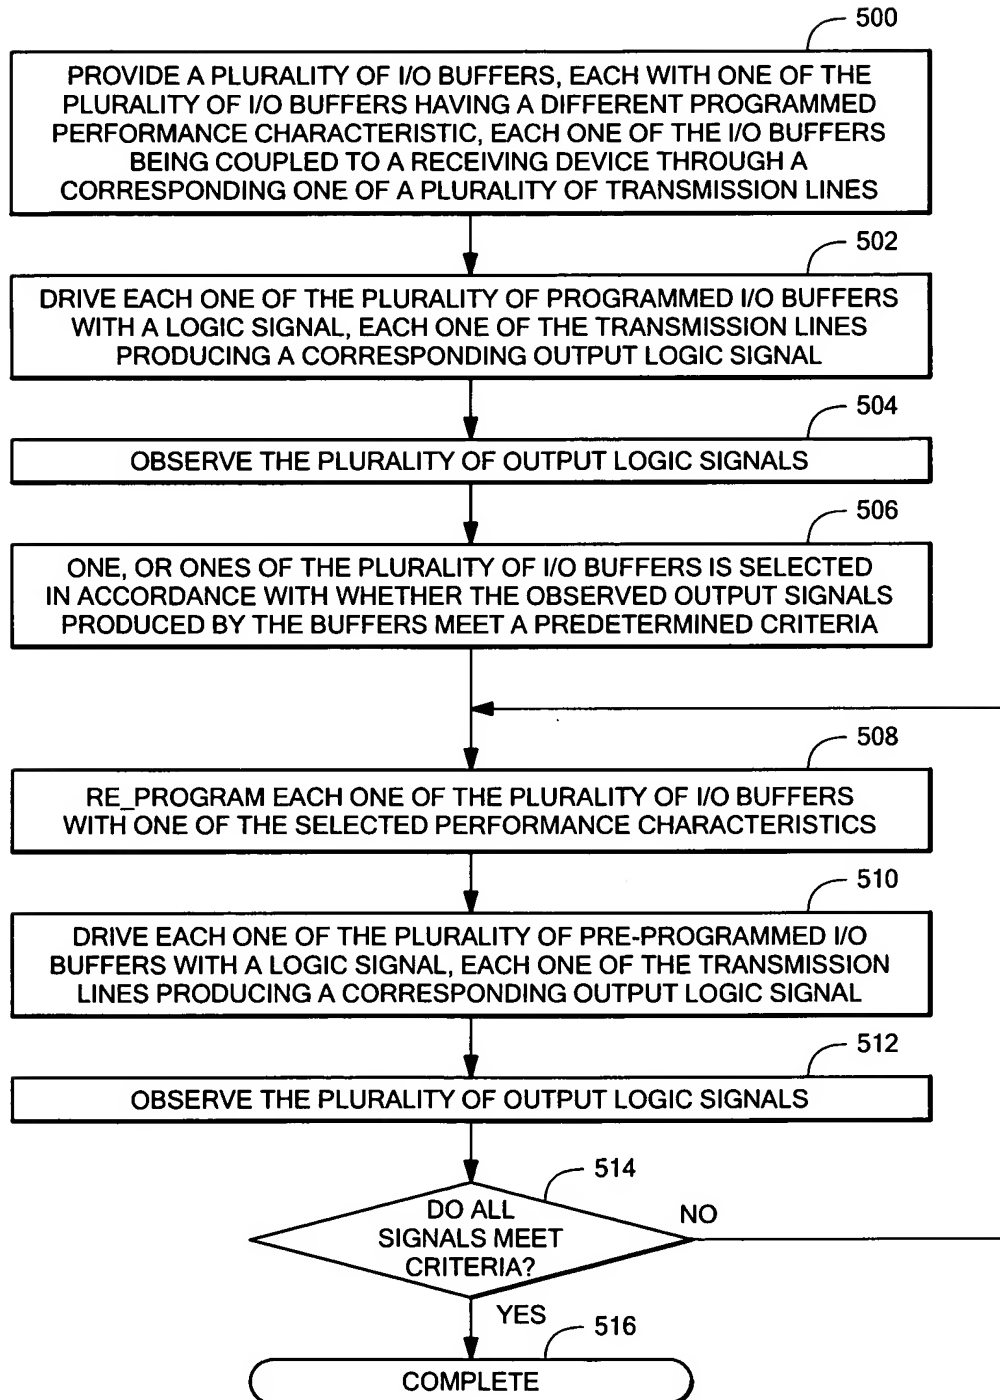 500
PROVIDE A PLURALITY OF I/O BUFFERS, EACH WITH ONE OF THE
PLURALITY OF I/O BUFFERS HAVING A DIFFERENT PROGRAMMED
PERFORMANCE CHARACTERISTIC, EACH ONE OF THE I/O BUFFERS
BEING COUPLED TO A RECEIVING DEVICE THROUGH A
CORRESPONDING ONE OF A PLURALITY OF TRANSMISSION LINES
502
DRIVE EACH ONE OF THE PLURALITY OF PROGRAMMED I/O BUFFERS
WITH A LOGIC SIGNAL, EACH ONE OF THE TRANSMISSION LINES
PRODUCING A CORRESPONDING OUTPUT LOGIC SIGNAL
504
OBSERVE THE PLURALITY OF OUTPUT LOGIC SIGNALS
506
ONE, OR ONES OF THE PLURALITY OF I/O BUFFERS IS SELECTED
IN ACCORDANCE WITH WHETHER THE OBSERVED OUTPUT SIGNALS
PRODUCED BY THE BUFFERS MEET A PREDETERMINED CRITERIA
508
RE_PROGRAM EACH ONE OF THE PLURALITY OF I/O BUFFERS
WITH ONE OF THE SELECTED PERFORMANCE CHARACTERISTICS
510
DRIVE EACH ONE OF THE PLURALITY OF PRE-PROGRAMMED I/O
BUFFERS WITH A LOGIC SIGNAL, EACH ONE OF THE TRANSMISSION
LINES PRODUCING A CORRESPONDING OUTPUT LOGIC SIGNAL
512
OBSERVE THE PLURALITY OF OUTPUT LOGIC SIGNALS
514
DO ALL
SIGNALS MEET
CRITERIA?
NO
YES
516
COMPLETE